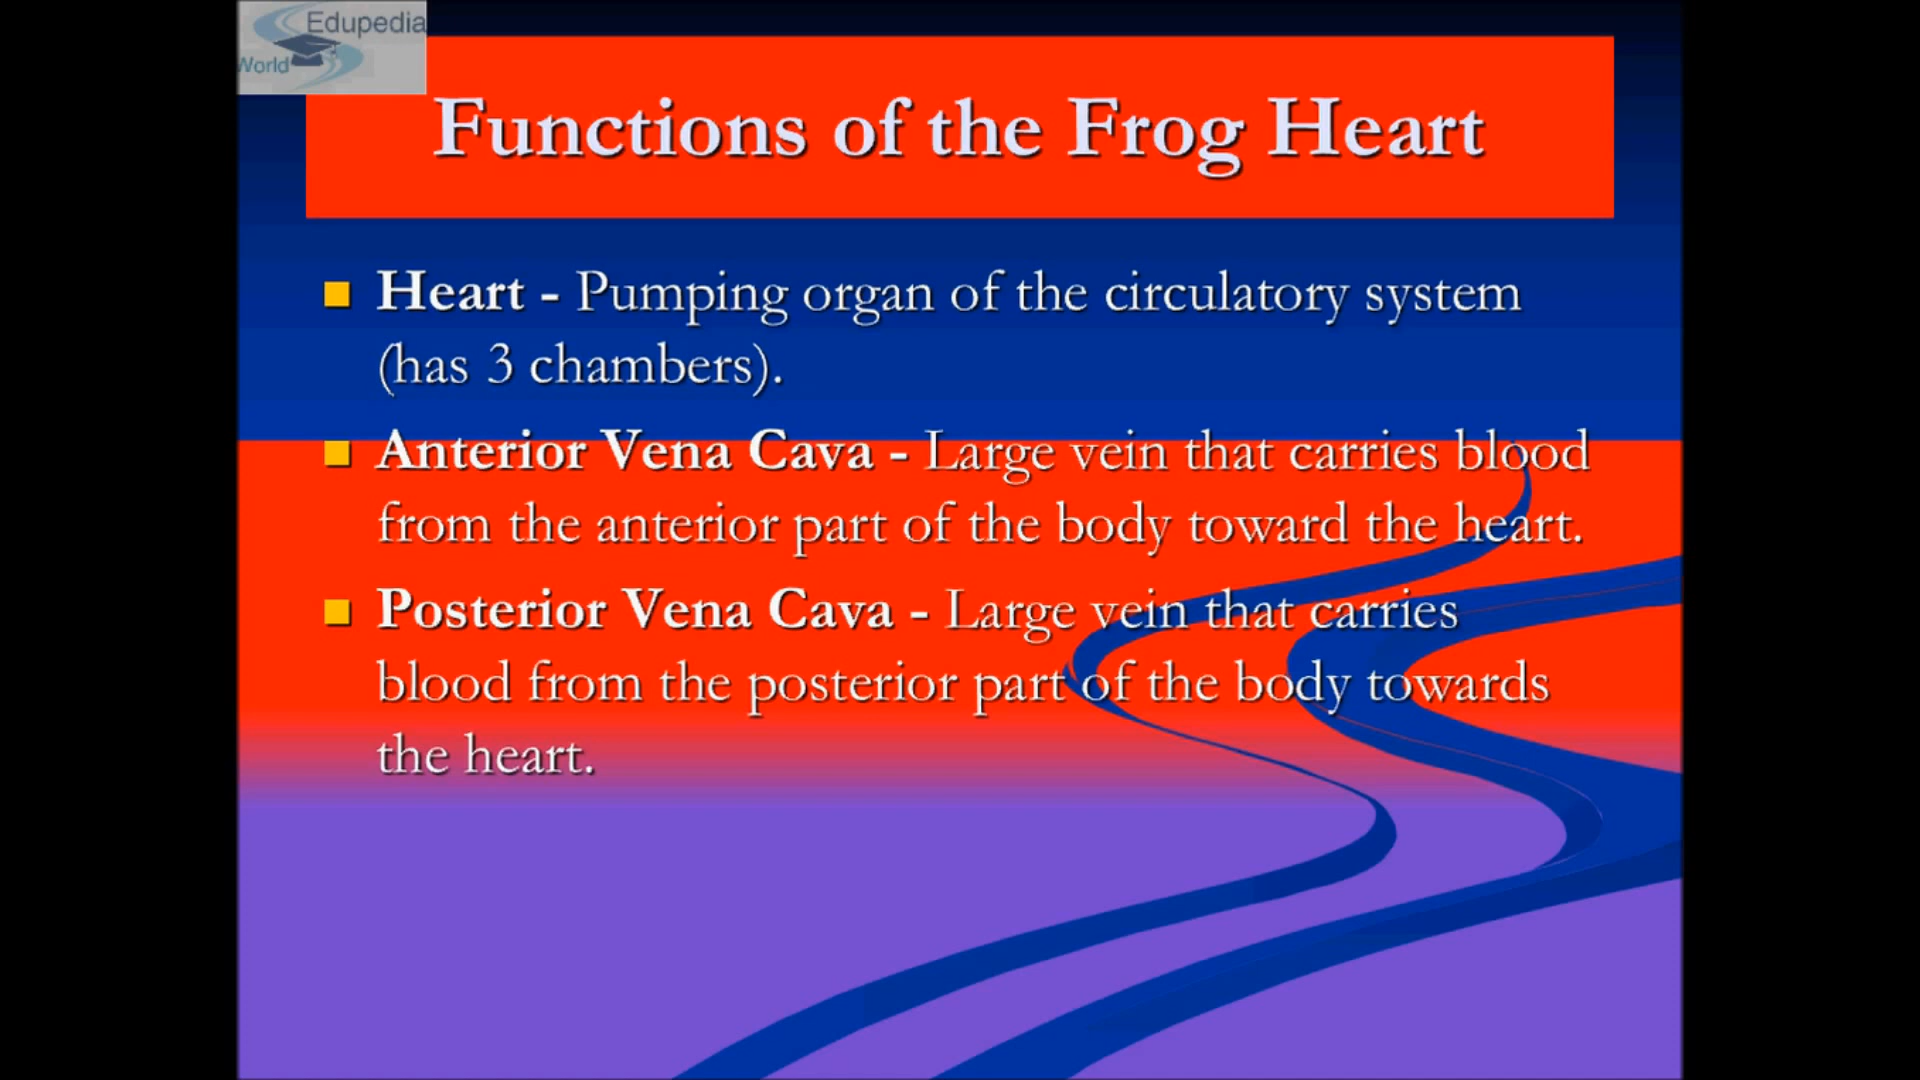 Edupedia
World
Functions of the Frog Heart
Heart - Pumping organ of the circulatory system
(has 3 chambers).
Anterior Vena Cava - Large vein that carries blood
from the anterior part of the body toward the heart.
Posterior Vena Cava - Large vein that carries
blood from the posterior part of the body towards
the heart.